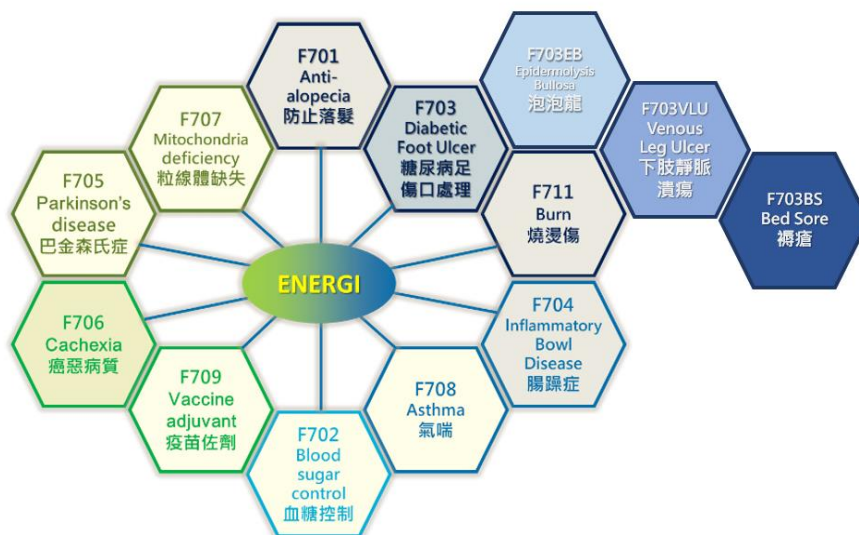 F701
Anti-
alopecia
防止落髮
F703EB
Epidermolysis
Bullosa
泡泡龍
F707
Mitochondria
deficiency
粒線體缺失
F703
Diabetic
Foot Ulcer
糖尿病足
傷口處理
F703VLU
Venous
Leg Ulcer
下肢靜脈
潰瘍
F705
Parkinson's
disease
巴金森氏症
F711
Burn
燒燙傷
F703BS
Bed Sore
褥瘡
ENERGI
F706
Cachexia
癌惡病質
F704
Inflammatory
Bowl
Disease
腸躁症
F709
Vaccine
adjuvant
疫苗佐劑
F708
Asthma
氣喘
F702
Blood
sugar
control
血糖控制